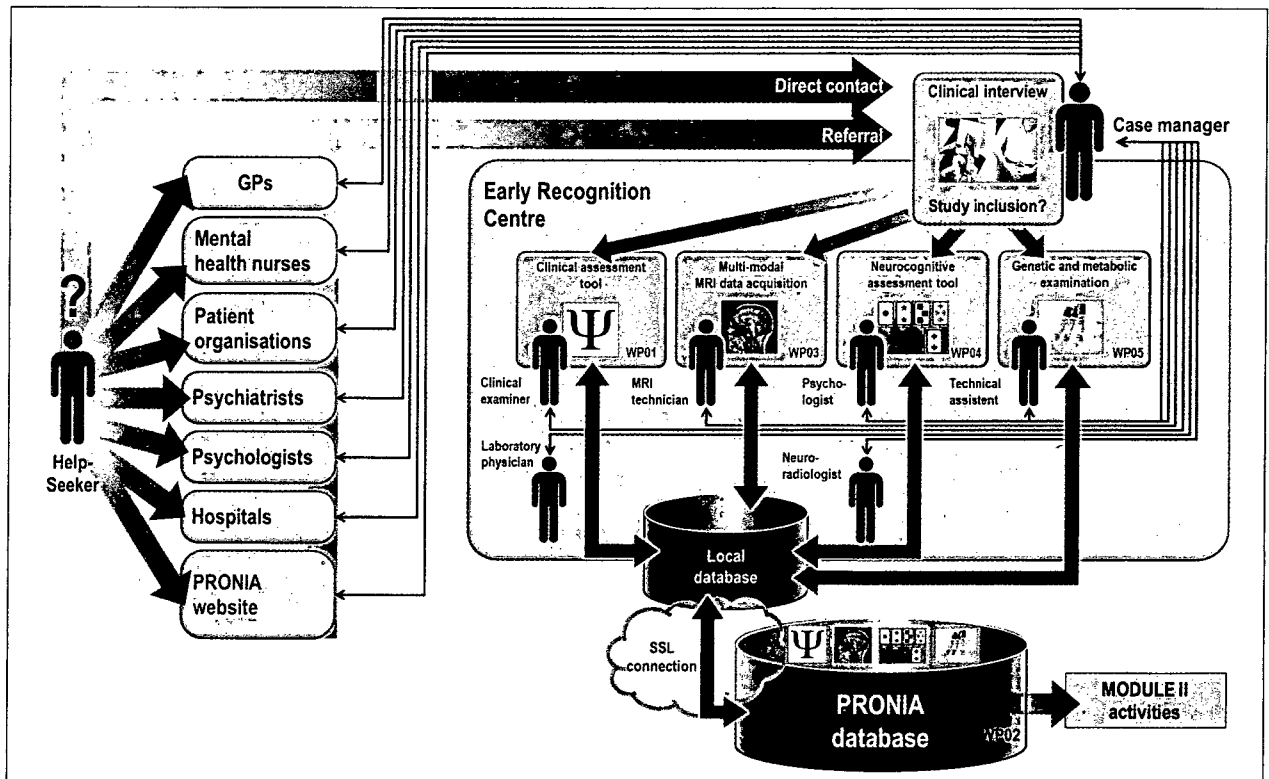 Direct contact
Referral
Clinical interview
Study inclusion?
Case manager
GPs
Mental
health nurses
Patient
organisations
Psychiatrists
Psychologists
Hospitals
PRONIA
website
?
Help-
Seeker
Early Recognition
Centre
Clinical assessment
tool
Ψ
WP01
Multi-modal
MRI data acquisition
WP03
Neurocognitive
assessment tool
WP04
Genetic and metabolic
examination
WP05
Clinical
examiner
MRI
technician
Psycho-
logist
Technical
assistent
Laboratory
physician
Neuro-
radiologist
Local
database
SSL
connection
Ψ
PRONIA
database
WP02
MODULE II
activities